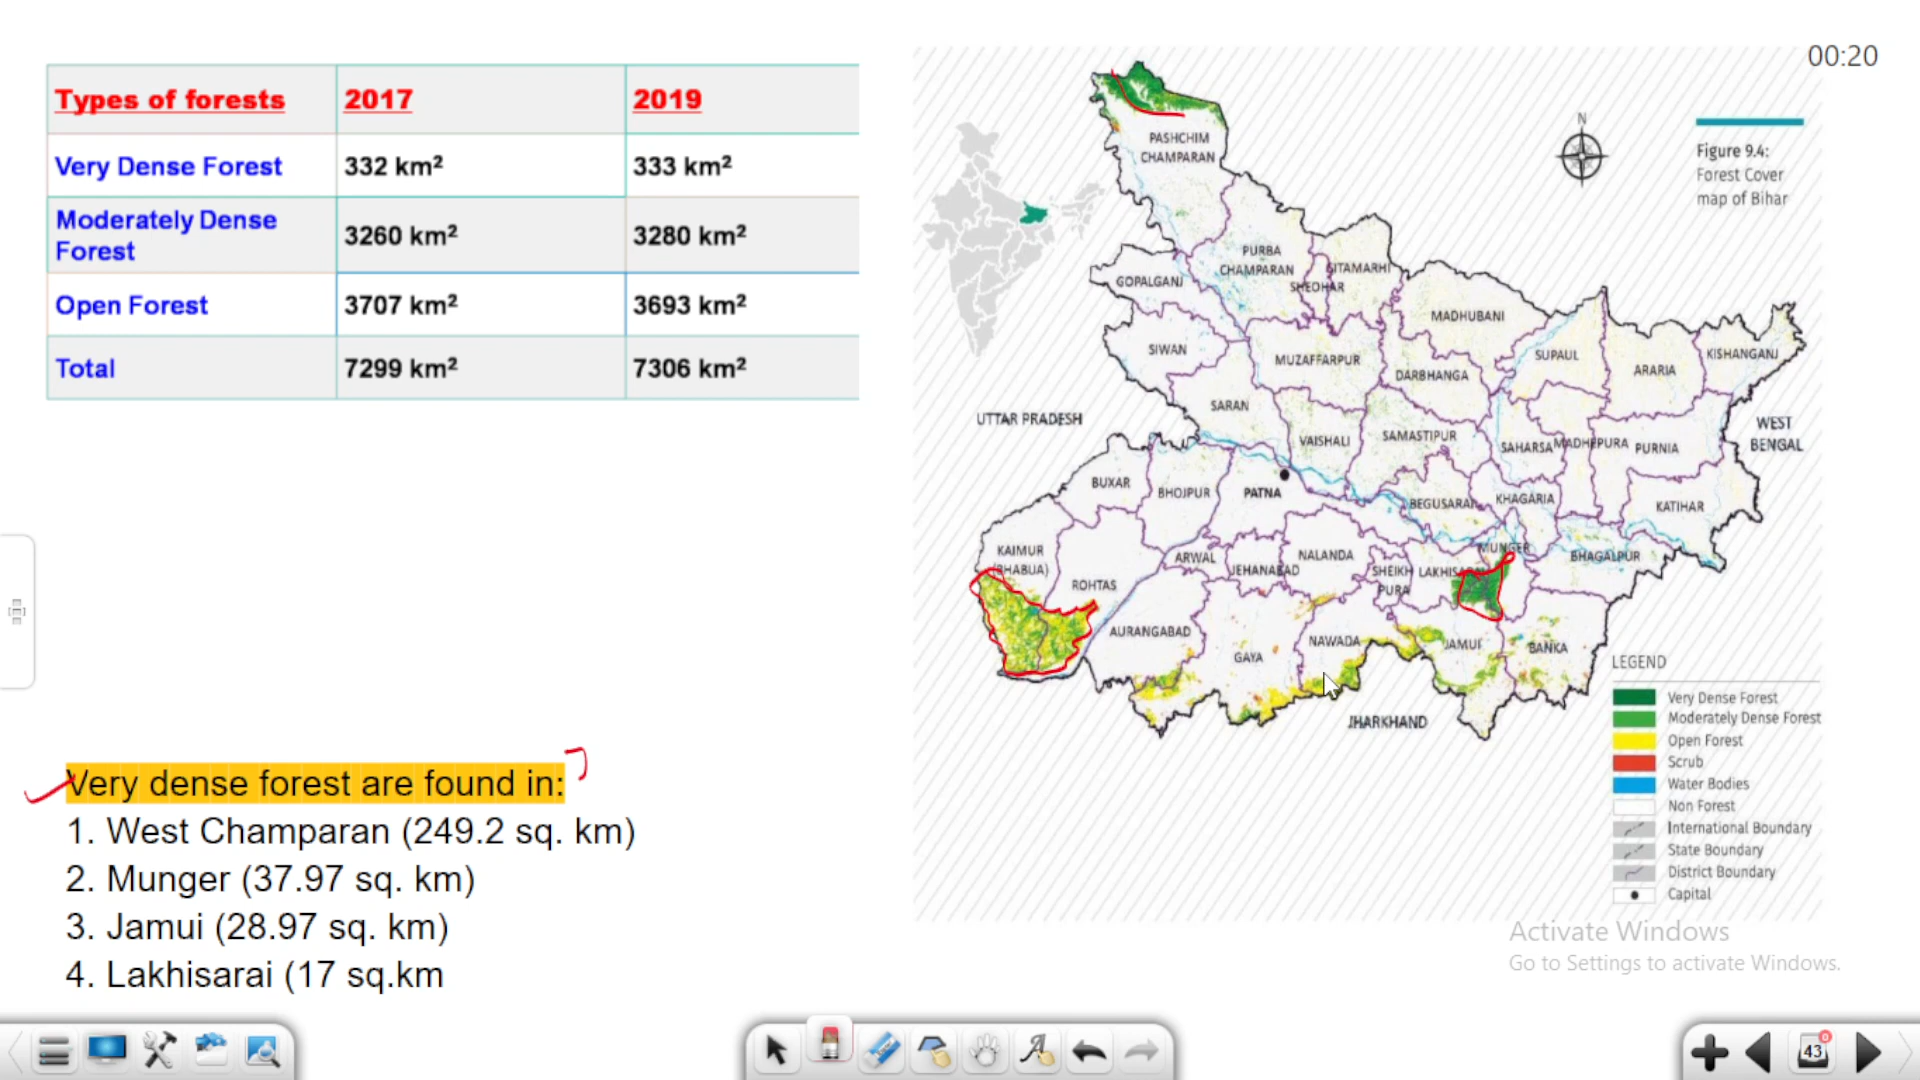 00:20
Types of forests 2017 2019
Very Dense Forest 332 km² 333 km²
Moderately Dense Forest 3260 km² 3280 km²
Open Forest 3707 km² 3693 km²
Total 7299 km² 7306 km²
Very dense forest are found in:
1. West Champaran (249.2 sq. km)
2. Munger (37.97 sq. km)
3. Jamui (28.97 sq. km)
4. Lakhisarai (17 sq.km
N
Figure 9.4:
Forest Cover
map of Bihar
PASHCHIM
CHAMPARAN
PURBA
CHAMPARAN
SITAMARHI
SHEOHAR
GOPALGANJ
MADHUBANI
SIWAN
MUZAFFARPUR
DARBHANGA
SUPAUL
ARARIA
KISHANGANJ
SARAN
UTTAR PRADESH
VAISHALI
SAMASTIPUR
SAHARSA
MADHEPURA
PURNIA
WEST
BENGAL
BUXAR
BHOJPUR
PATNA
BEGUSARAI
KHAGARIA
KATIHAR
KAIMUR
(BHABUA)
ROHTAS
ARWAL
JEHANABAD
NALANDA
SHEIKH
PURA
LAKHISARAI
MUNGER
BHAGALPUR
AURANGABAD
GAYA
NAWADA
JAMUI
BANKA
JHARKHAND
LEGEND
Very Dense Forest
Moderately Dense Forest
Open Forest
Scrub
Water Bodies
Non Forest
International Boundary
State Boundary
District Boundary
Capital
Activate Windows
Go to Settings to activate Windows.
43
0